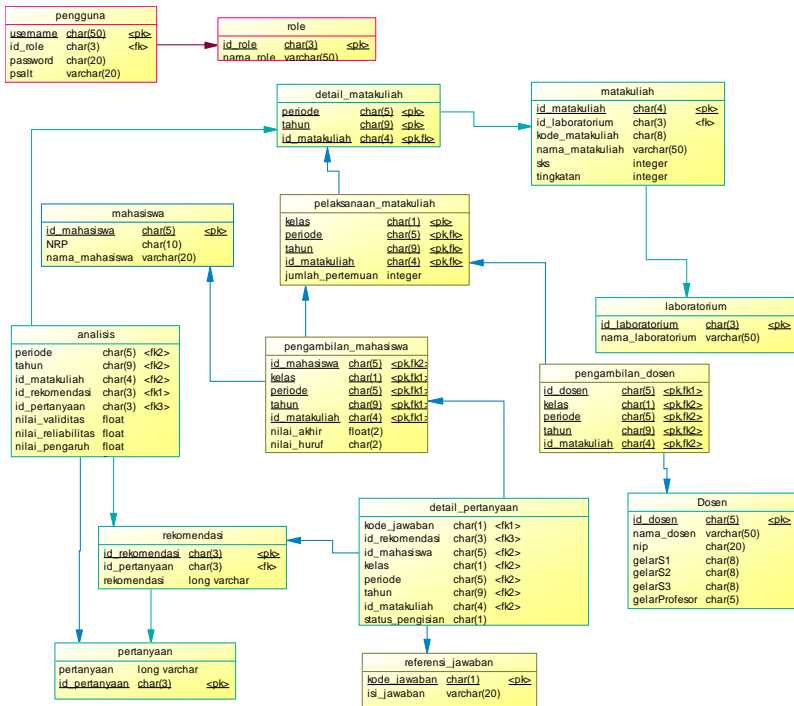 pengguna
username char(50) <pk>
id_role char(3) <fk>
password char(20)
psalt varchar(20)
role
id_role char(3) <pk>
nama_role varchar(50)
detail_matakuliah
periode char(5) <pk>
tahun char(9) <pk>
id_matakuliah char(4) <pk,fk>
matakuliah
id_matakuliah char(4) <pk>
id_laboratorium char(3) <fk>
kode_matakuliah char(8)
nama_matakuliah varchar(50)
sks integer
tingkatan integer
pelaksanaan_matakuliah
kelas char(1) <pk>
periode char(5) <pk,fk>
tahun char(9) <pk,fk>
id_matakuliah char(4) <pk,fk>
jumlah_pertemuan integer
mahasiswa
id_mahasiswa char(5) <pk>
NRP char(10)
nama_mahasiswa varchar(20)
laboratorium
id_laboratorium char(3) <pk>
nama_laboratorium varchar(50)
analisis
periode char(5) <fk2>
tahun char(9) <fk2>
id_matakuliah char(4) <fk2>
id_rekomendasi char(3) <fk1>
id_pertanyaan char(3) <fk3>
nilai_validitas float
nilai_reliabilitas float
nilai_pengaruh float
pengambilan_mahasiswa
id_mahasiswa char(5) <pk,fk2>
kelas char(1) <pk,fk1>
periode char(5) <pk,fk1>
tahun char(9) <pk,fk1>
id_matakuliah char(4) <pk,fk1>
nilai_akhir float(2)
nilai_huruf char(2)
pengambilan_dosen
id_dosen char(5) <pk,fk1>
kelas char(1) <pk,fk2>
periode char(5) <pk,fk2>
tahun char(9) <pk,fk2>
id_matakuliah char(4) <pk,fk2>
detail_pertanyaan
kode_jawaban char(1) <fk1>
id_rekomendasi char(3) <fk3>
id_mahasiswa char(5) <fk2>
kelas char(1) <fk2>
periode char(5) <fk2>
tahun char(9) <fk2>
id_matakuliah char(4) <fk2>
status_pengisian char(1)
Dosen
id_dosen char(5) <pk>
nama_dosen varchar(50)
nip char(20)
gelarS1 char(8)
gelarS2 char(8)
gelarS3 char(8)
gelarProfesor char(5)
rekomendasi
id_rekomendasi char(3) <pk>
id_pertanyaan char(3) <fk>
rekomendasi long varchar
pertanyaan
pertanyaan long varchar
id_pertanyaan char(3) <pk>
referensi_jawaban
kode_jawaban char(1) <pk>
isi_jawaban varchar(20)